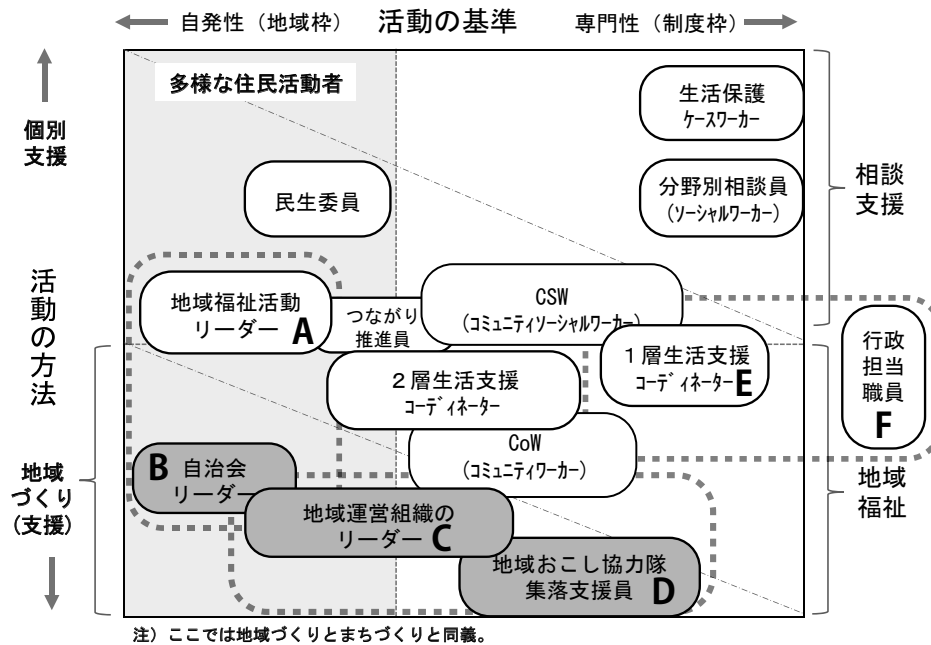 自発性（地域枠）
活動の基準
専門性（制度枠）
多様な住民活動者
個別
支援
活動の方法
地域
づくり
(支援)
生活保護
ｹｰｽﾜｰｶｰ
分野別相談員
(ｿｰｼｬﾙﾜｰｶｰ)
民生委員
相談
支援
地域福祉活動
リーダー A
つながり
推進員
CSW
(ｺﾐｭﾆﾃｨｿｰｼｬﾙﾜｰｶｰ)
２層生活支援
ｺｰﾃﾞｨﾈｰﾀｰ
１層生活支援
ｺｰﾃﾞｨﾈｰﾀｰ E
行政
担当
職員
F
CoW
(ｺﾐｭﾆﾃｨﾜｰｶｰ)
B 自治会
リーダー
地域運営組織の
リーダー C
地域おこし協力隊
集落支援員 D
地域
福祉
注）ここでは地域づくりとまちづくりと同義。